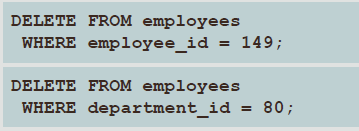 DELETE FROM employees
WHERE employee_id = 149;
DELETE FROM employees
WHERE department_id = 80;